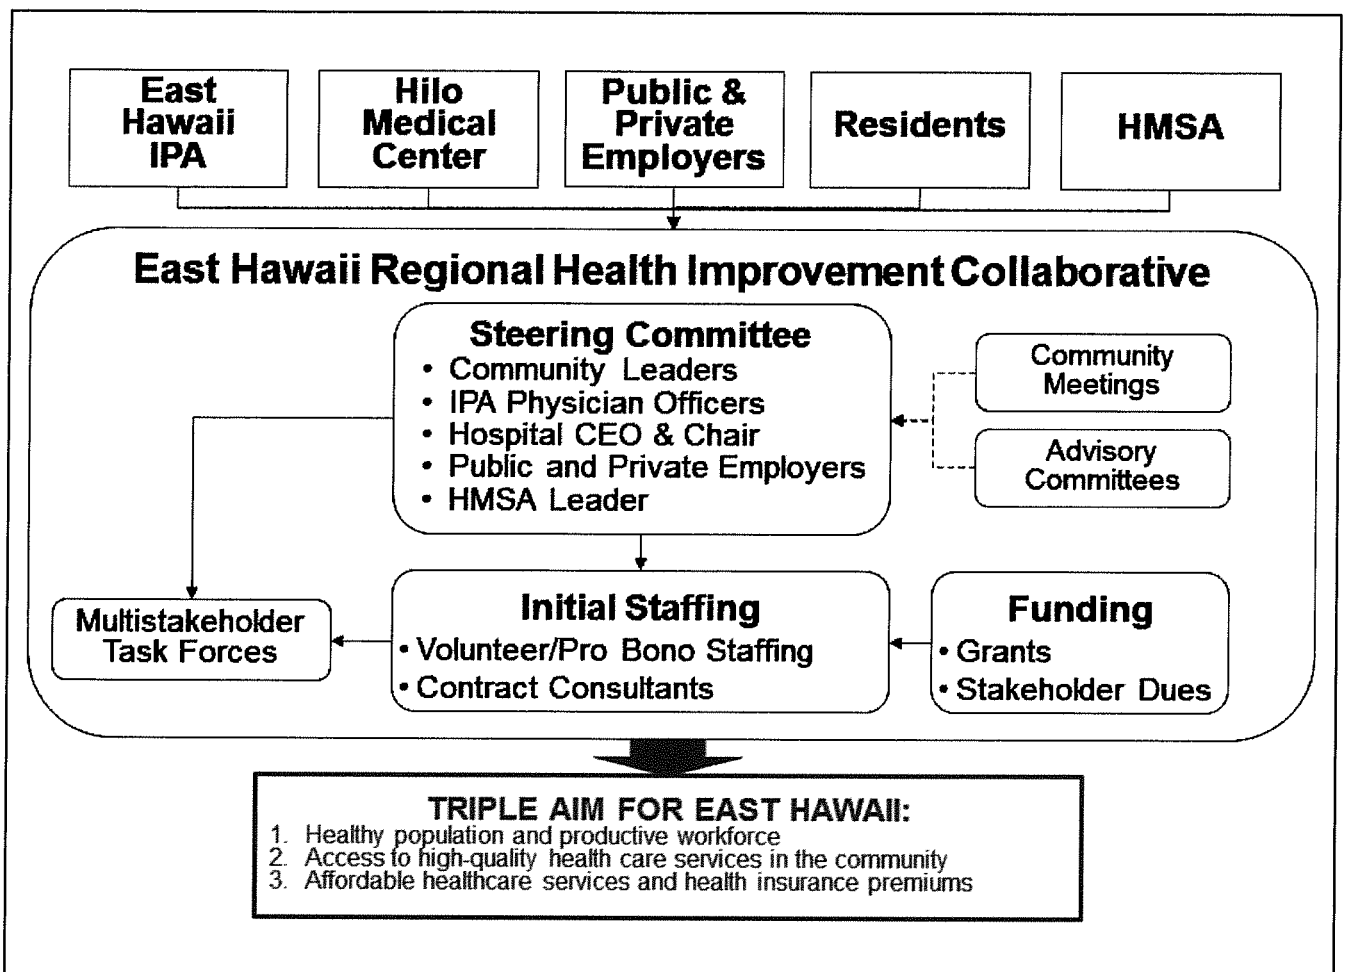 East
Hawaii
IPA
Hilo
Medical
Center
Public &
Private
Employers
Residents
HMSA
East Hawaii Regional Health Improvement Collaborative
Steering Committee
• Community Leaders
• IPA Physician Officers
• Hospital CEO & Chair
• Public and Private Employers
• HMSA Leader
Community
Meetings
Advisory
Committees
Multistakeholder
Task Forces
Initial Staffing
• Volunteer/Pro Bono Staffing
• Contract Consultants
Funding
• Grants
• Stakeholder Dues
TRIPLE AIM FOR EAST HAWAII:
1. Healthy population and productive workforce
2. Access to high-quality health care services in the community
3. Affordable healthcare services and health insurance premiums